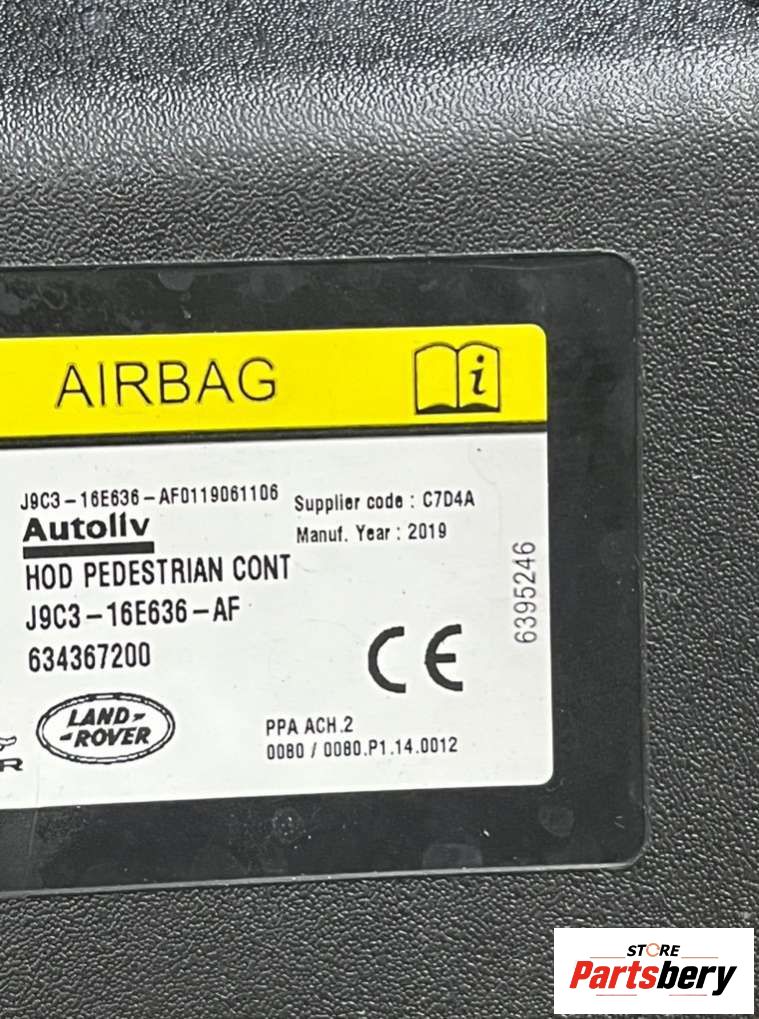 AIRBAG
J9C3-16E636-AF0119061106
Autoliv
HOD PEDESTRIAN CONT
J9C3-16E636-AF
634367200
Supplier code : C7D4A
Manuf. Year : 2019
6395246
CE
LAND-
-ROVER
R
PPA ACH.2
0080 / 0080.P1.14.0012
STORE
Partsbery